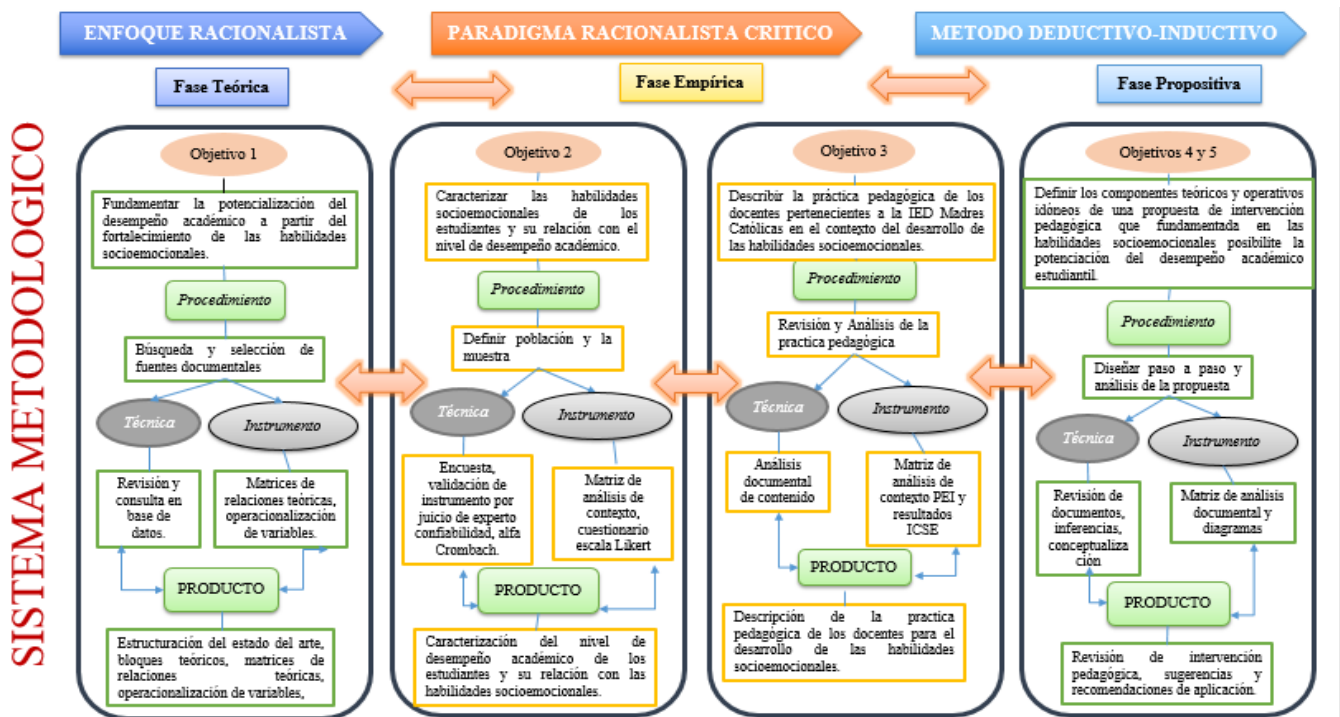 ENFOQUE RACIONALISTA
PARADIGMA RACIONALISTA CRITICO
METODO DEDUCTIVO-INDUCTIVO
Fase Teórica
Fase Empírica
Fase Propositiva
SISTEMA METODOLOGICO
Objetivo 1
Fundamentar la potencialización del
desempeño académico a partir del
fortalecimiento de las habilidades
socioemocionales.
Procedimiento
Búsqueda y selección de
fuentes documentales
Técnica
Instrumento
Revisión y
consulta en
base de
datos.
Matrices de
relaciones teóricas,
operacionalización
de variables.
PRODUCTO
Estructuración del estado del arte,
bloques teóricos, matrices de
relaciones teóricas,
operacionalización de variables,
Objetivo 2
Caracterizar las habilidades
socioemocionales de los
estudiantes y su relación con el
nivel de desempeño académico.
Procedimiento
Definir población y la
muestra
Técnica
Instrumento
Encuesta,
validación de
instrumento por
juicio de experto
confiabilidad, alfa
Crombach.
Matriz de
análisis de
contexto,
cuestionario
escala Likert
PRODUCTO
Caracterización del nivel de
desempeño académico de los
estudiantes y su relación con las
habilidades socioemocionales.
Objetivo 3
Describir la práctica pedagógica de los
docentes pertenecientes a la IED Madres
Católicas en el contexto del desarrollo de
las habilidades socioemocionales.
Procedimiento
Revisión y Análisis de la
practica pedagógica
Técnica
Instrumento
Análisis
documental
de contenido
Matriz de
análisis de
contexto PEI y
resultados
ICSE
PRODUCTO
Descripción de la practica
pedagógica de los docentes para el
desarrollo de las habilidades
socioemocionales.
Objetivos 4 y 5
Definir los componentes teóricos y operativos
idóneos de una propuesta de intervención
pedagógica que fundamentada en las
habilidades socioemocionales posibilite la
potenciación del desempeño académico
estudiantil.
Procedimiento
Diseñar paso a paso y
análisis de la propuesta
Técnica
Instrumento
Revisión de
documentos,
inferencias,
conceptualiza
ción
Matriz de análisis
documental y
diagramas
PRODUCTO
Revisión de intervención
pedagógica, sugerencias y
recomendaciones de aplicación.